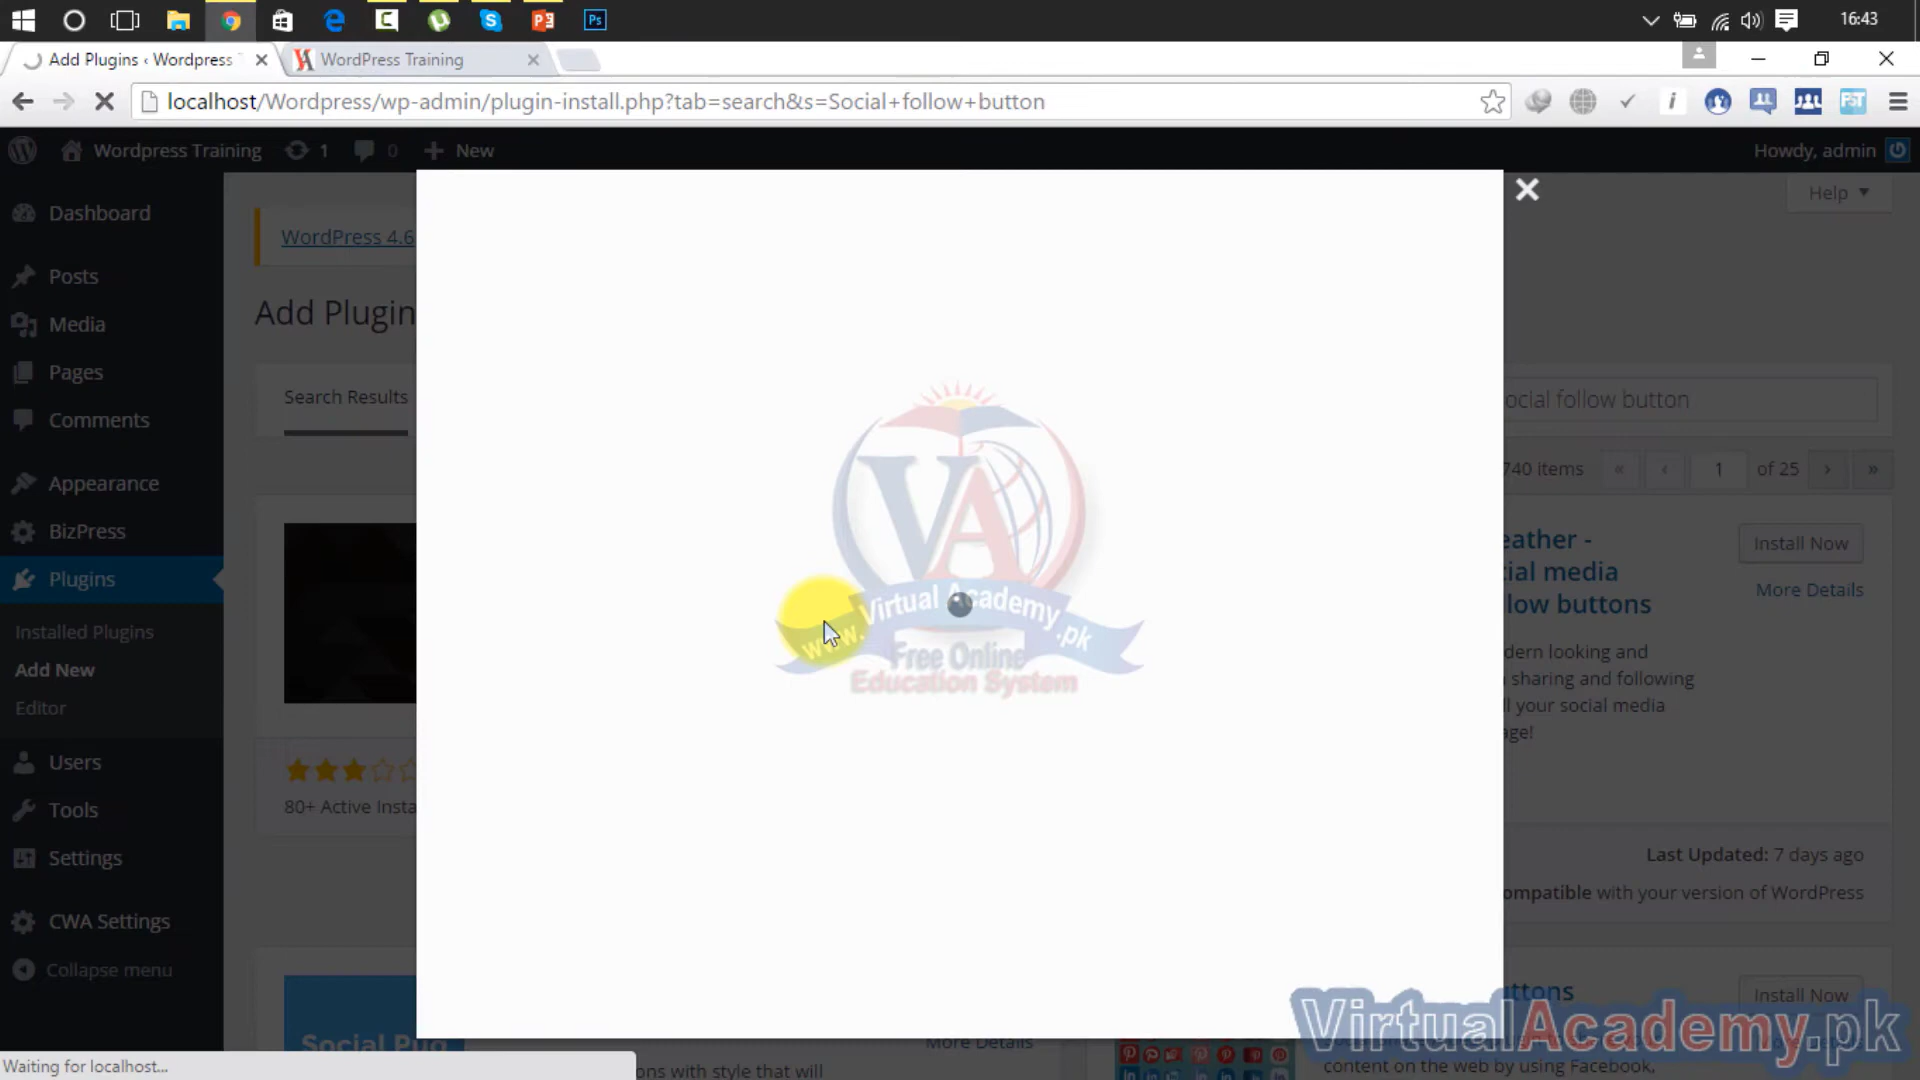 16:43
Add Plugins ‹ Wordpress
WordPress Training
localhost/Wordpress/wp-admin/plugin-install.php?tab=search&s=Social+follow+button
Wordpress Training
1
0
New
Howdy, admin
Help
Dashboard
WordPress 4.6
Posts
Add Plugin
Media
Pages
Search Results
ocial follow button
Comments
740 items
«
‹
1
of 25
›
»
Appearance
BizPress
Plugins
Installed Plugins
Add New
Editor
Users
Tools
Settings
CWA Settings
Collapse menu
eather -
ial media
low buttons
Install Now
More Details
dern looking and
sharing and following
l your social media
ge!
80+ Active Insta
Last Updated: 7 days ago
ompatible with your version of WordPress
VA
www.VirtualAcademy.pk
Free Online
Education System
Social Pug
ttons
Install Now
More Details
ons with style that will
content on the web by using Facebook,
VirtualAcademy.pk
Waiting for localhost...